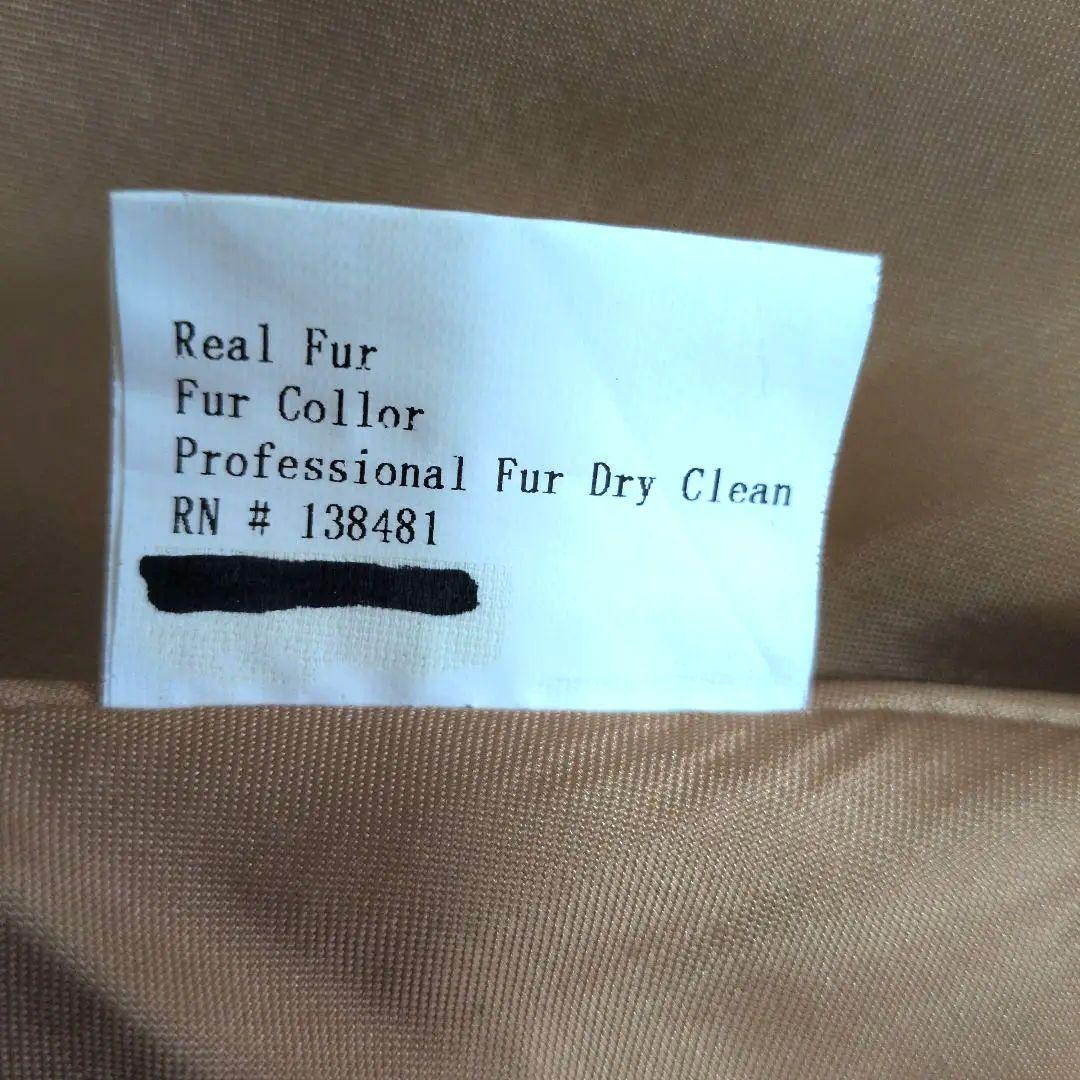 Real Fur
Fur Collor
Professional Fur Dry Clean
RN # 138481